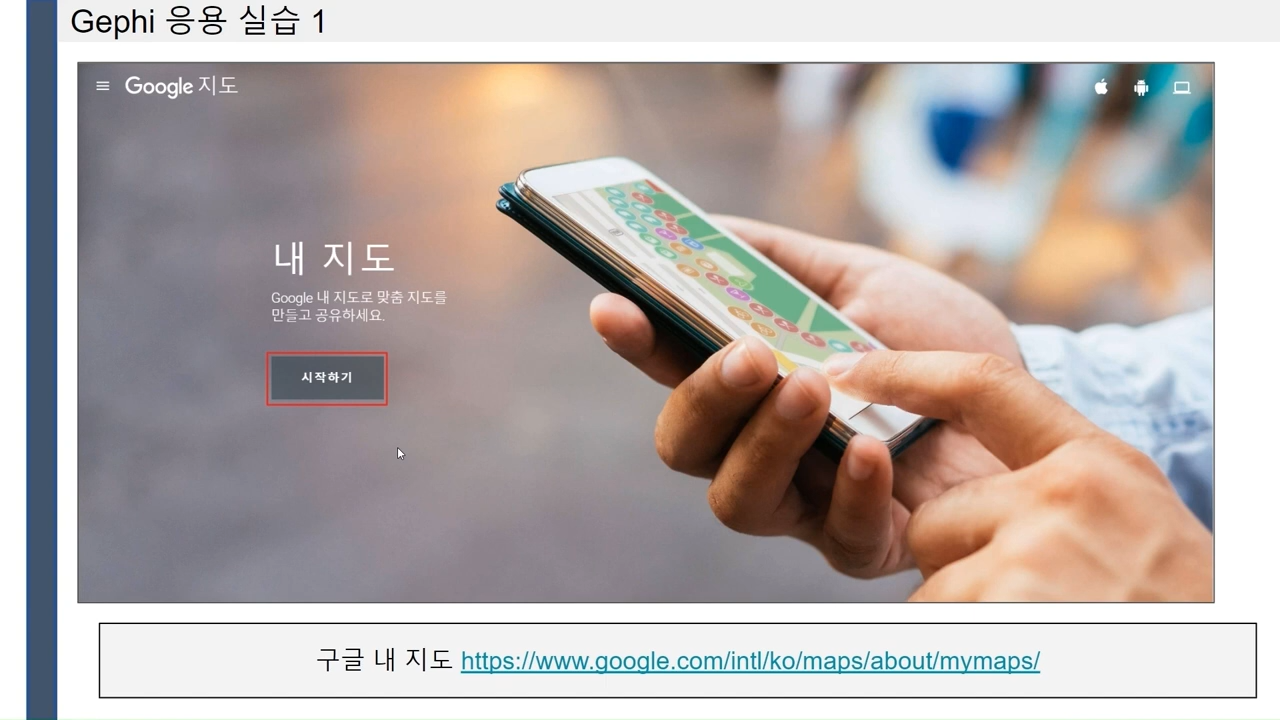 Gephi 응용 실습 1
Google 지도
내 지도
Google 내 지도로 맞춤 지도를
만들고 공유하세요.
시작하기
구글 내 지도 https://www.google.com/intl/ko/maps/about/mymaps/